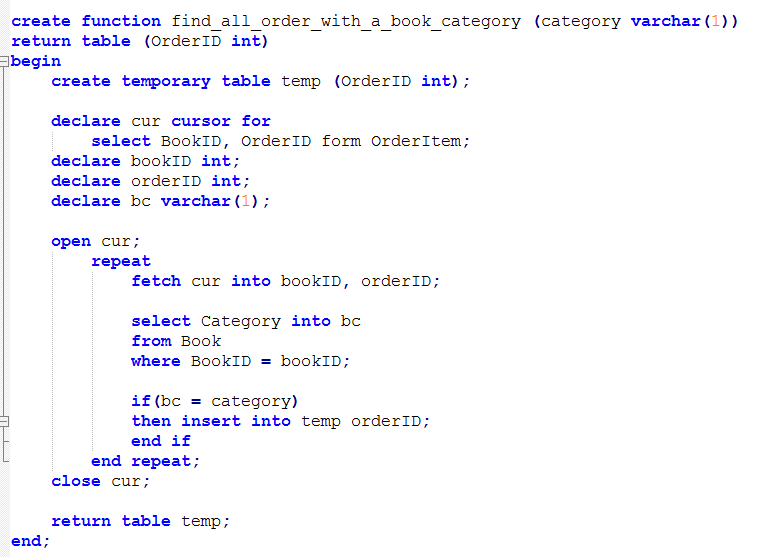 create function find_all_order_with_a_book_category (category varchar(1))
return table (OrderID int)
begin
create temporary table temp (OrderID int);
declare cur cursor for
select BookID, OrderID form OrderItem;
declare bookID int;
declare orderID int;
declare bc varchar(1);
open cur;
repeat
fetch cur into bookID, orderID;
select Category into bc
from Book
where BookID = bookID;
if(bc = category)
then insert into temp orderID;
end if
end repeat;
close cur;
return table temp;
end;